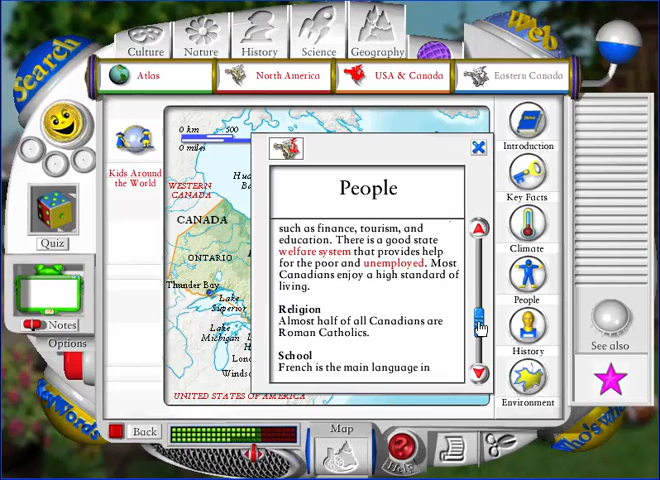 Search
Culture
Nature
History
Science
Geography
Web
Atlas
North America
USA & Canada
Eastern Canada
Kids Around
the World
0 km 500
0 miles
WESTERN
CANADA
CANADA
ONTARIO
Thunder Bay
Lake
Superior
Lake
Michigan
UNITED STATES OF AMERICA
People
such as finance, tourism, and
education. There is a good state
welfare system that provides help
for the poor and unemployed. Most
Canadians enjoy a high standard of
living.
Religion
Almost half of all Canadians are
Roman Catholics.
School
French is the main language in
Introduction
Key Facts
Climate
People
History
Environment
Quiz
Notes
Options
See also
Back
Map
Help